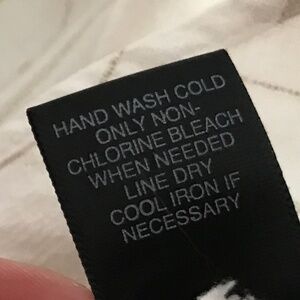 HAND WASH COLD
ONLY NON-
CHLORINE BLEACH
WHEN NEEDED
LINE DRY
COOL IRON IF
NECESSARY